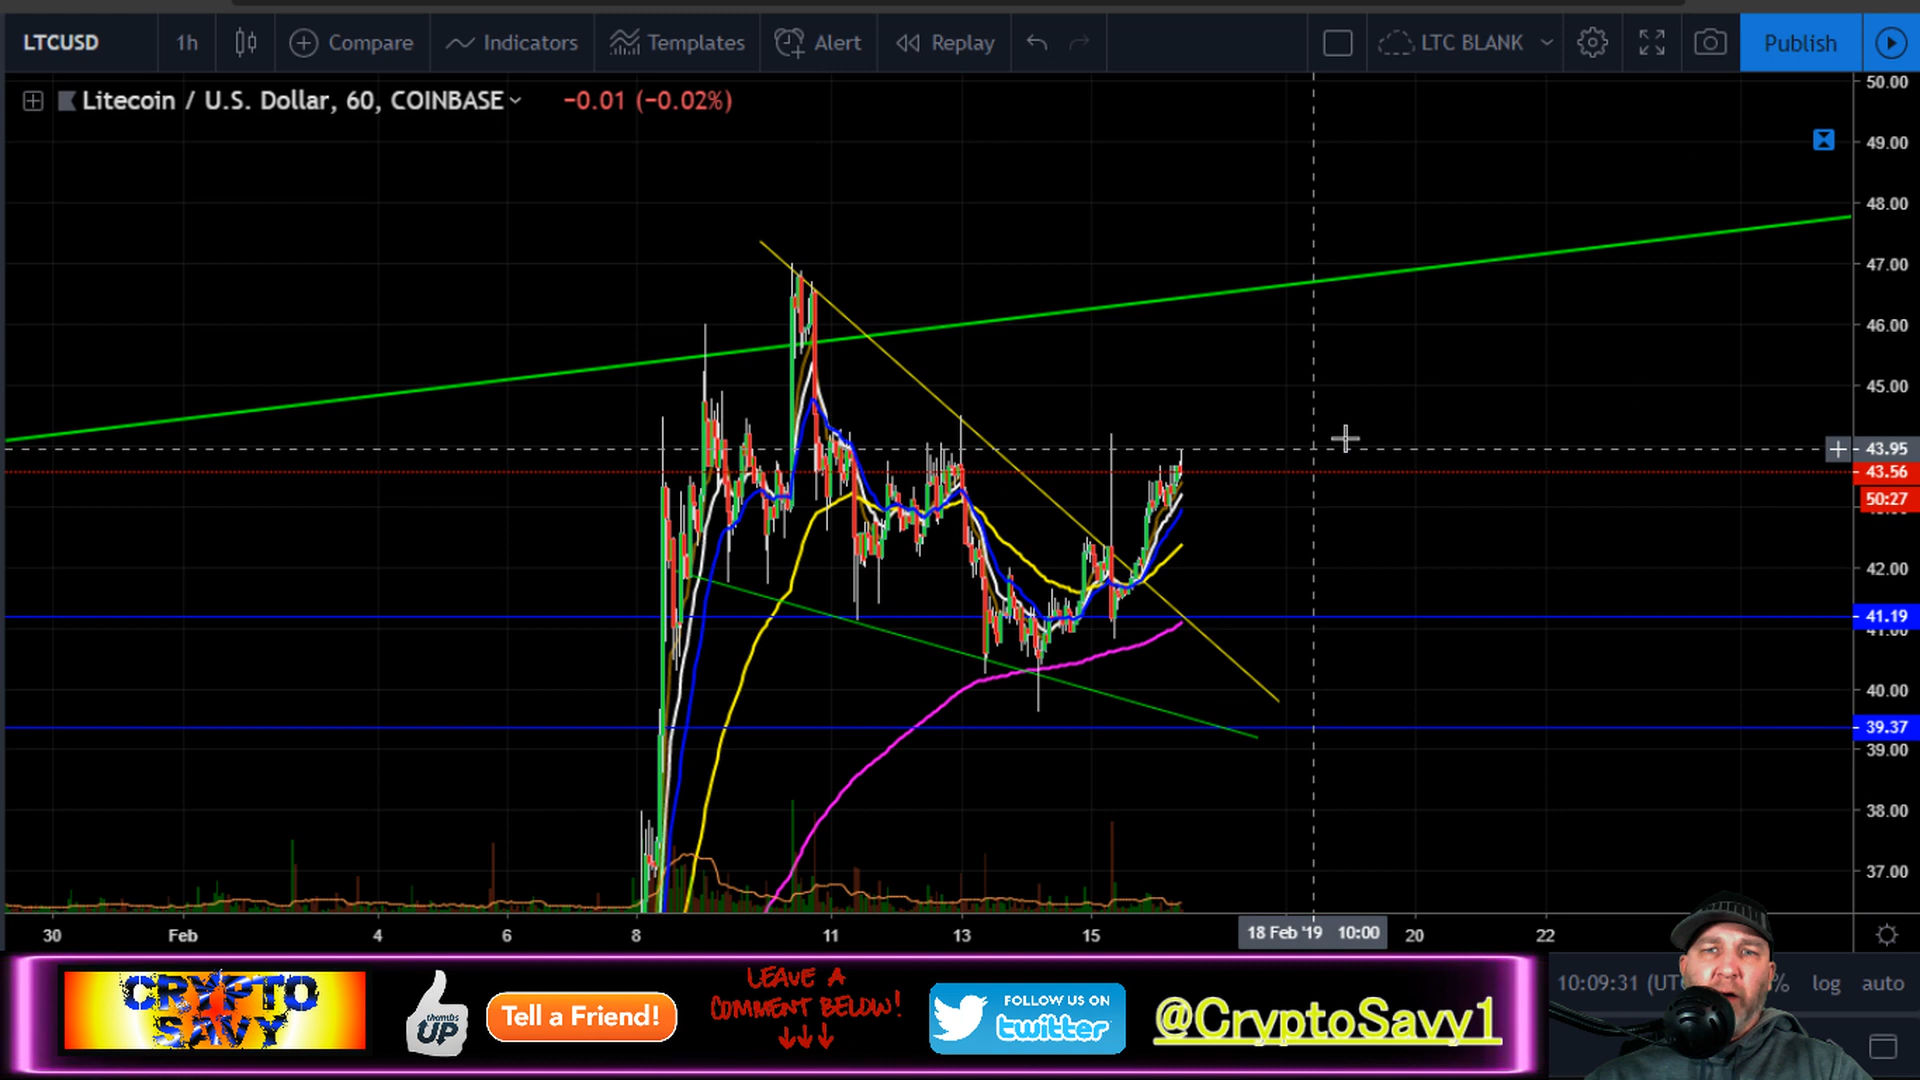 LTCUSD 1h Compare Indicators Templates Alert Replay LTC BLANK Publish
Litecoin / U.S. Dollar, 60, COINBASE −0.01 (−0.02%)
50.00
49.00
48.00
47.00
46.00
45.00
43.95
43.56
50:27
42.00
41.19
40.00
39.37
39.00
38.00
37.00
30 Feb 4 6 8 11 13 15 18 Feb '19 10:00 20 22
10:09:31 (UT % log auto
CRYPTO
SAVY
thumbs
UP
Tell a Friend!
LEAVE A
COMMENT BELOW!
FOLLOW US ON
twitter
@CryptoSavy1